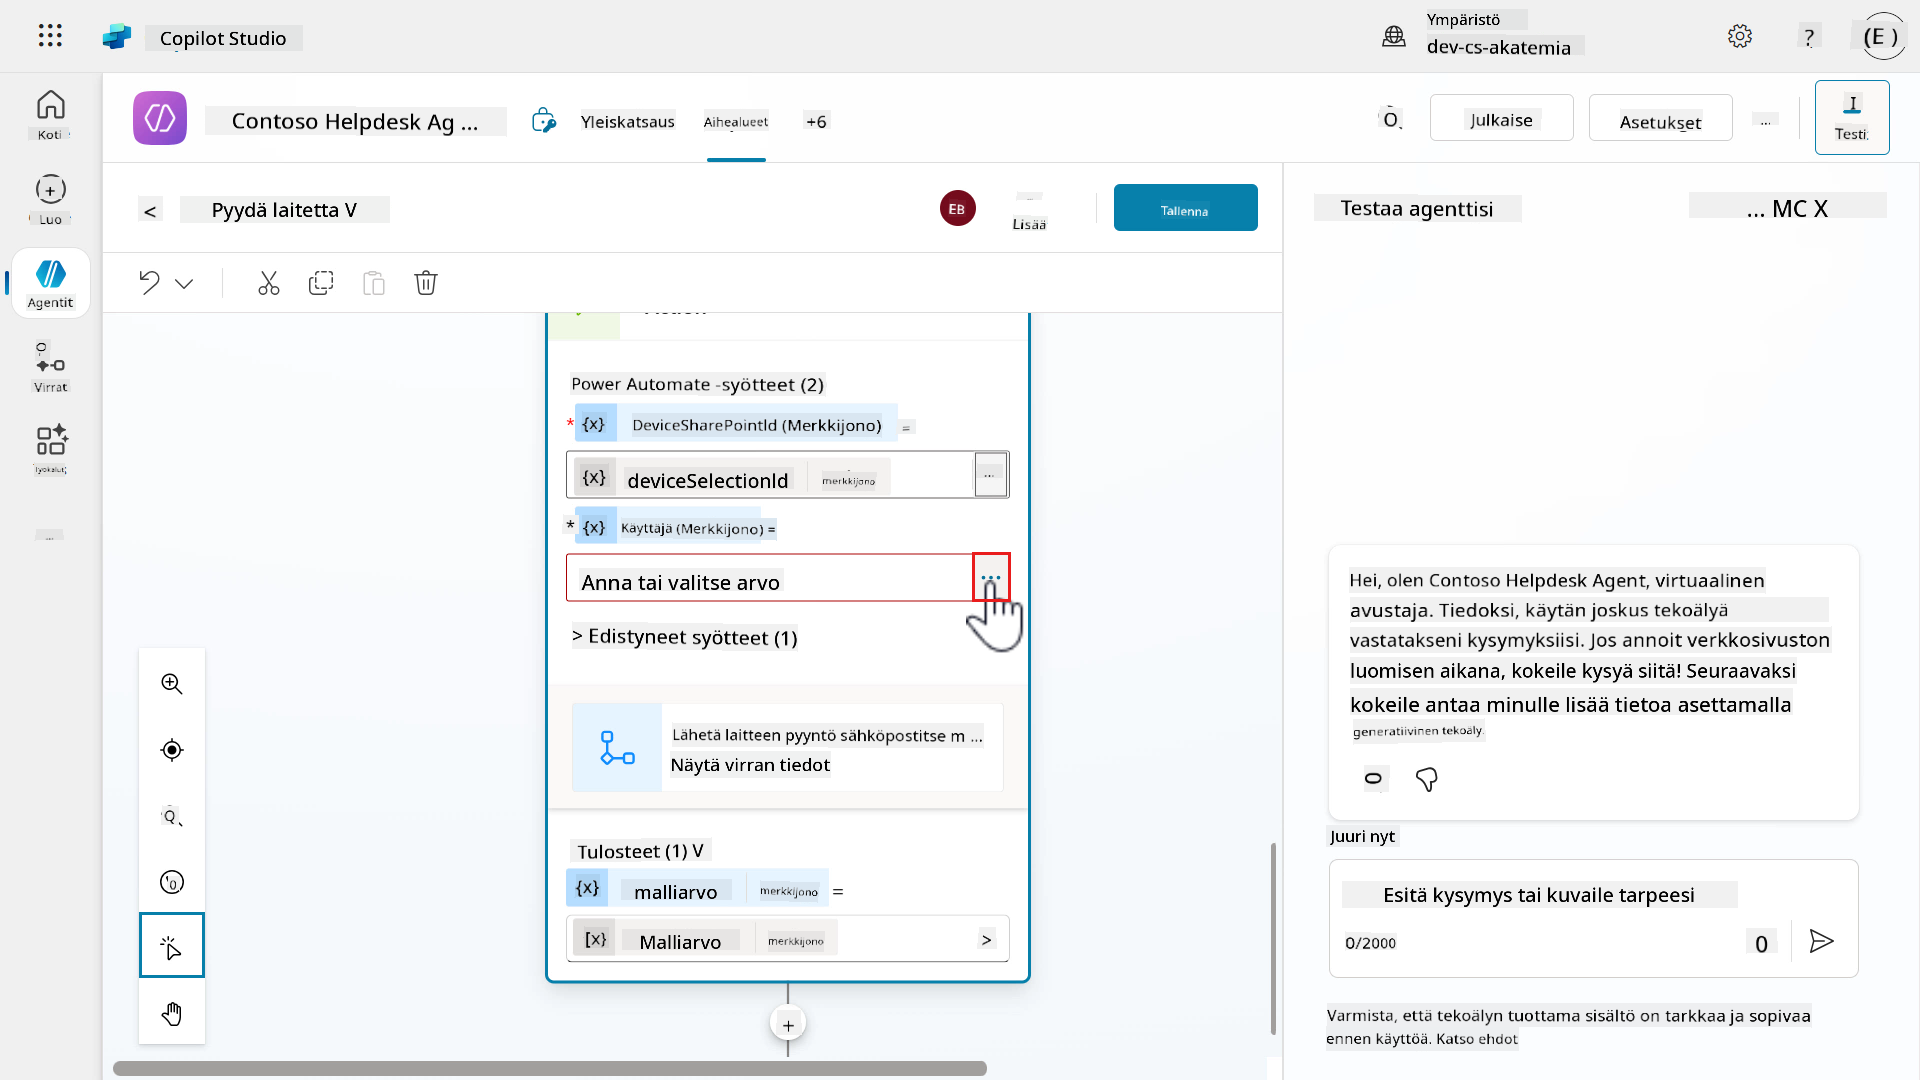 Copilot Studio
Ympäristö
dev-cs-akatemia
?
(E )
Koti
Luo
Agentit
Virrat
Työkalut
Contoso Helpdesk Ag ...
Yleiskatsaus
Aihealueet
+6
Julkaise
Asetukset
...
Testi
< Pyydä laitetta V
EB
Lisää
Tallenna
Power Automate -syötteet (2)
* {x} DeviceSharePointId (Merkkijono) =
{x} deviceSelectionId merkkijono ...
* {x} Käyttäjä (Merkkijono) =
Anna tai valitse arvo ...
> Edistyneet syötteet (1)
Lähetä laitteen pyyntö sähköpostitse m ...
Näytä virran tiedot
Tulosteet (1) V
{x} malliarvo merkkijono =
[x} Malliarvo merkkijono >
+
Testaa agenttisi
... MC X
Hei, olen Contoso Helpdesk Agent, virtuaalinen
avustaja. Tiedoksi, käytän joskus tekoälyä
vastatakseni kysymyksiisi. Jos annoit verkkosivuston
luomisen aikana, kokeile kysyä siitä! Seuraavaksi
kokeile antaa minulle lisää tietoa asettamalla
generatiivinen tekoäly.
Juuri nyt
Esitä kysymys tai kuvaile tarpeesi
0/2000
0
Varmista, että tekoälyn tuottama sisältö on tarkkaa ja sopivaa
ennen käyttöä. Katso ehdot